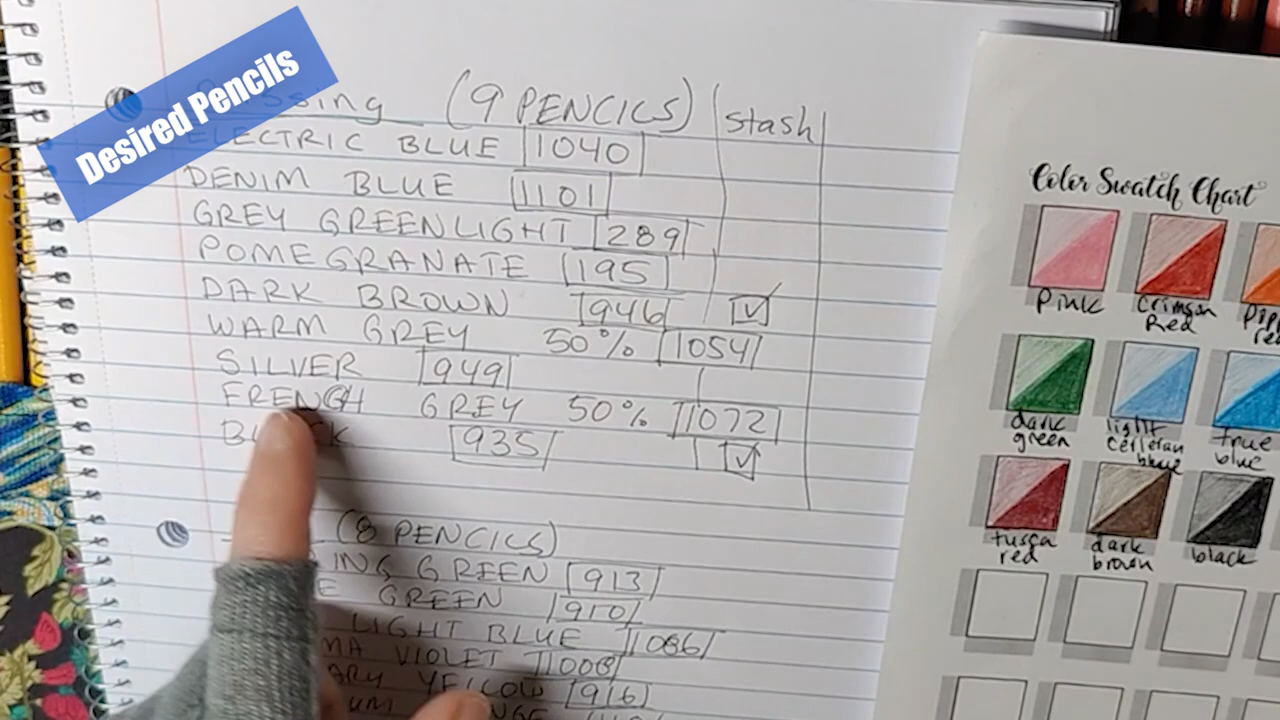 Desired Pencils
(9 PENCILS) stash
ELECTRIC BLUE 1040
DENIM BLUE 1101
GREY GREENLIGHT 289
POMEGRANATE 195
DARK BROWN 946
WARM GREY 50% 1054
SILVER 949
FRENCH GREY 50% 1072
935
(8 PENCILS)
GREEN 913
GREEN 910
LIGHT BLUE 1086
VIOLET 1008
YELLOW 916
Color Swatch Chart
Pink
Crimson Red
dark green
light cerlean blue
true blue
tusca red
dark brown
black